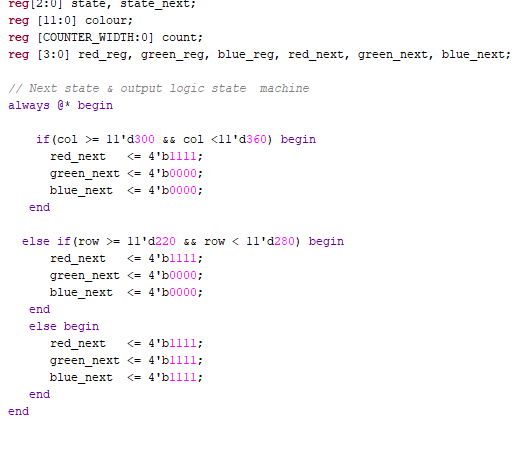 reg[2:0] state, state_next;
reg [11:0] colour;
reg [COUNTER_WIDTH:0] count;
reg [3:0] red_reg, green_reg, blue_reg, red_next, green_next, blue_next;
// Next state & output logic state  machine
always @* begin
if(col >= 11'd300 && col <11'd360) begin
red_next   <= 4'b1111;
green_next <= 4'b0000;
blue_next  <= 4'b0000;
end
else if(row >= 11'd220 && row < 11'd280) begin
red_next   <= 4'b1111;
green_next <= 4'b0000;
blue_next  <= 4'b0000;
end
else begin
red_next   <= 4'b1111;
green_next <= 4'b1111;
blue_next  <= 4'b1111;
end
end